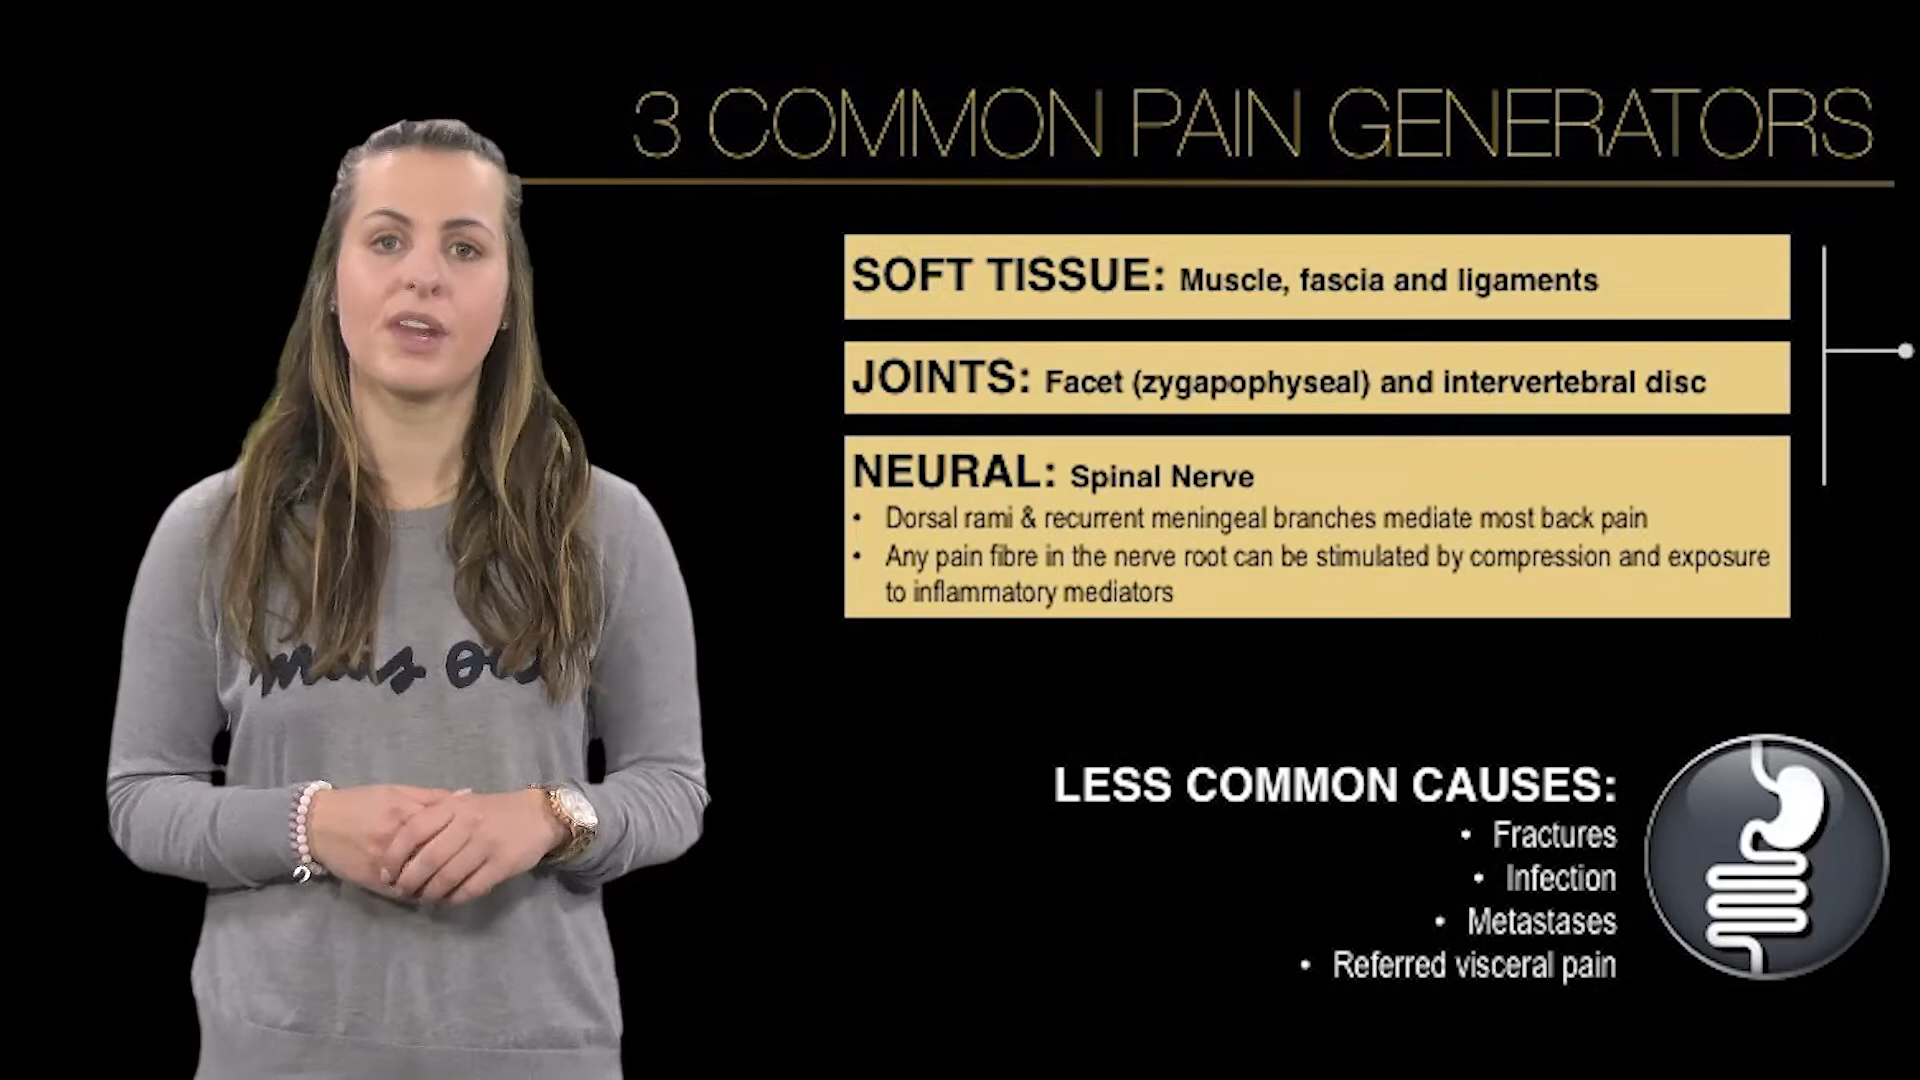 3 COMMON PAIN GENERATORS
SOFT TISSUE: Muscle, fascia and ligaments
JOINTS: Facet (zygapophyseal) and intervertebral disc
NEURAL: Spinal Nerve
• Dorsal rami & recurrent meningeal branches mediate most back pain
• Any pain fibre in the nerve root can be stimulated by compression and exposure
to inflammatory mediators
mais
LESS COMMON CAUSES:
• Fractures
• Infection
• Metastases
• Referred visceral pain